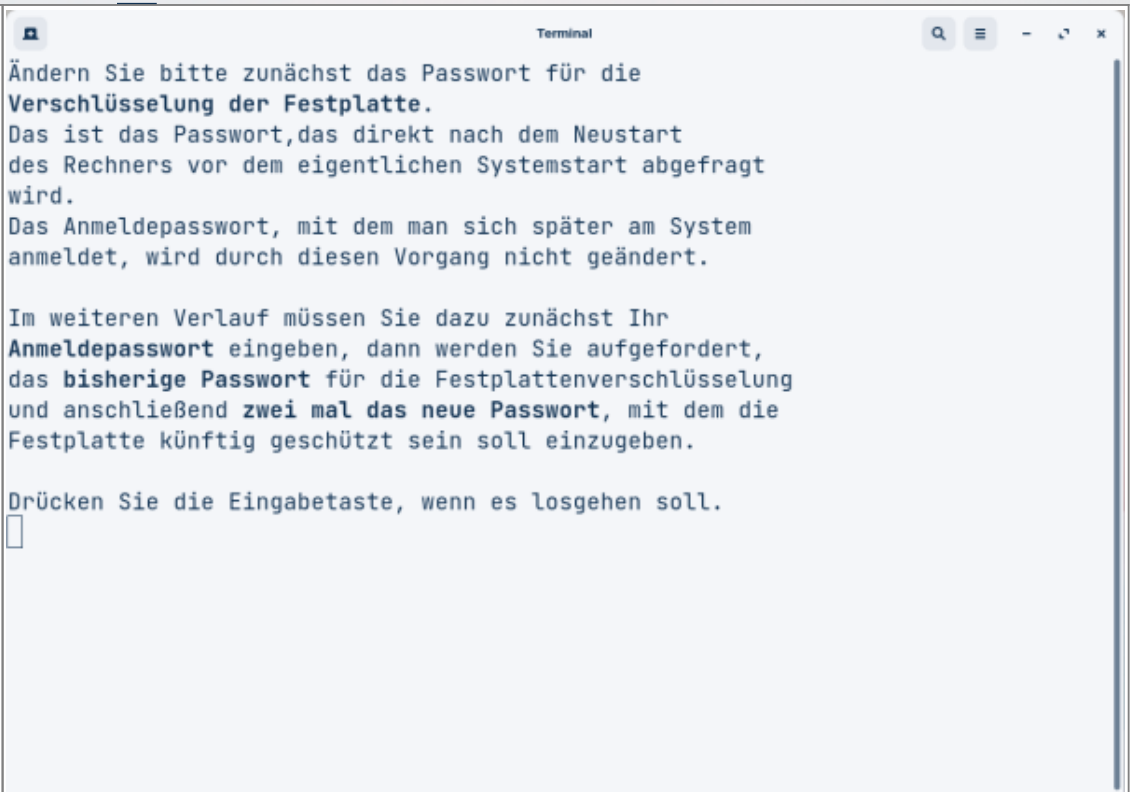 Terminal
Ändern Sie bitte zunächst das Passwort für die
Verschlüsselung der Festplatte.
Das ist das Passwort,das direkt nach dem Neustart
des Rechners vor dem eigentlichen Systemstart abgefragt
wird.
Das Anmeldepasswort, mit dem man sich später am System
anmeldet, wird durch diesen Vorgang nicht geändert.
Im weiteren Verlauf müssen Sie dazu zunächst Ihr
Anmeldepasswort eingeben, dann werden Sie aufgefordert,
das bisherige Passwort für die Festplattenverschlüsselung
und anschließend zwei mal das neue Passwort, mit dem die
Festplatte künftig geschützt sein soll einzugeben.
Drücken Sie die Eingabetaste, wenn es losgehen soll.